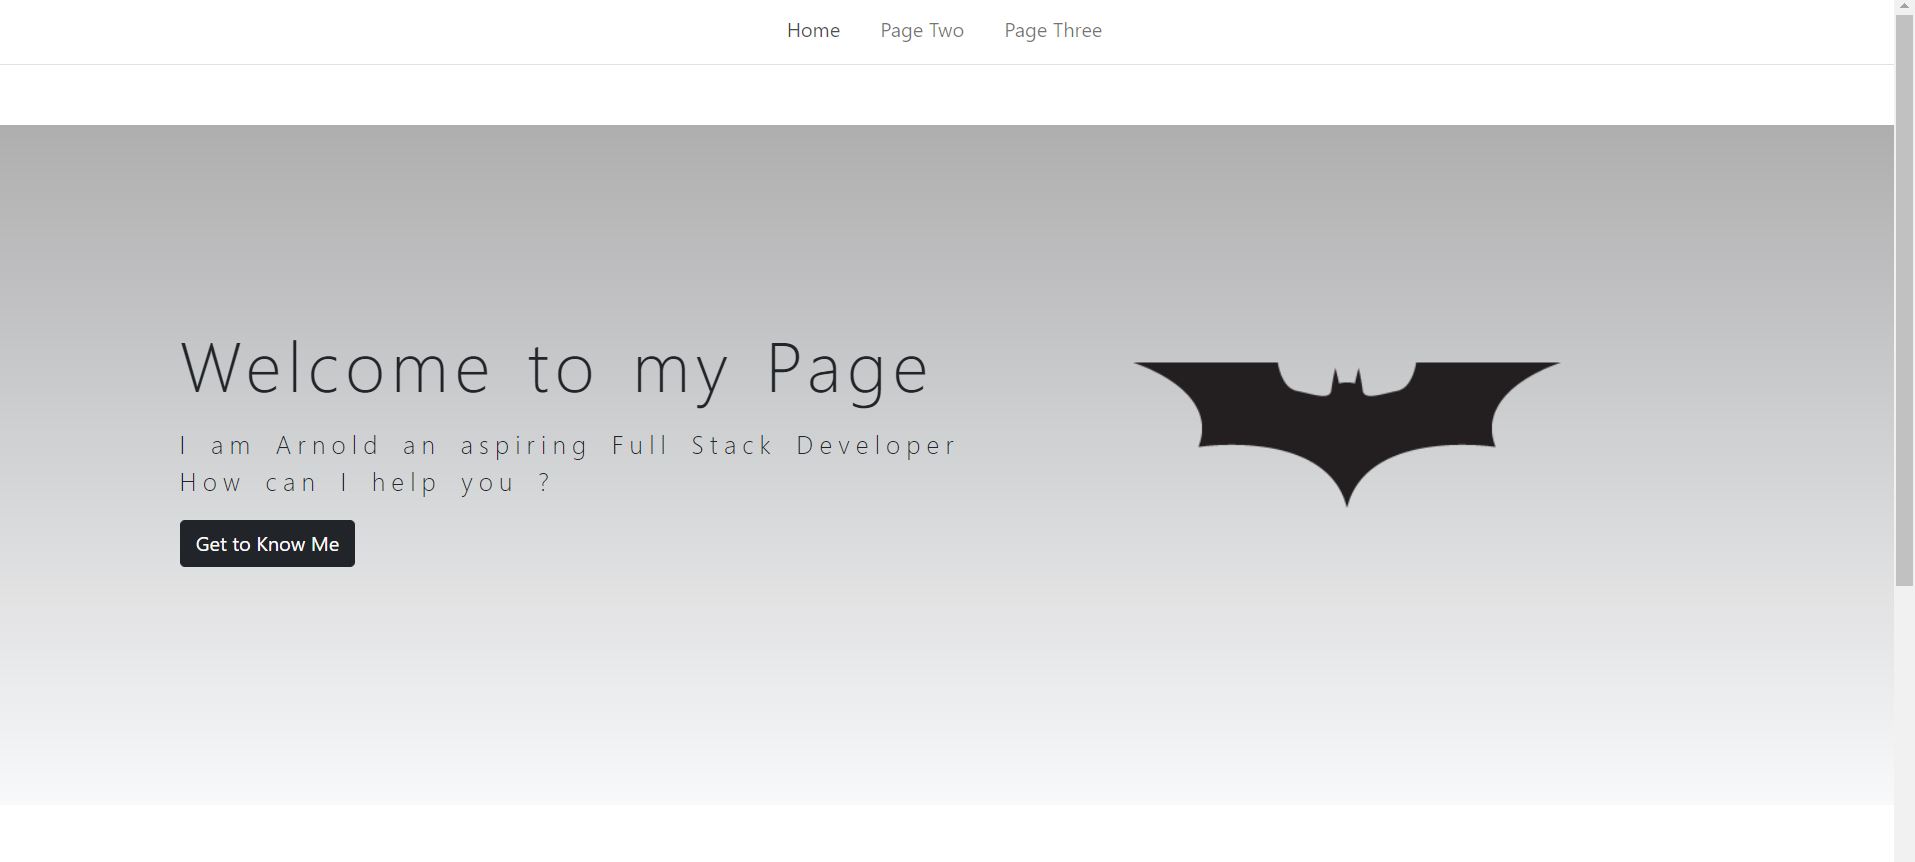 Home Page Two Page Three
Welcome to my Page
I am Arnold an aspiring Full Stack Developer
How can I help you ?
Get to Know Me